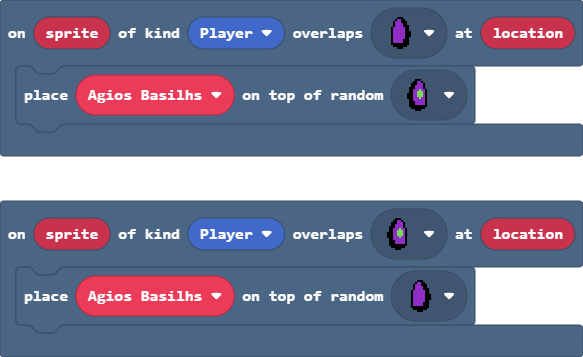 on sprite of kind Player overlaps at location
place Agios Basilhs on top of random
on sprite of kind Player overlaps at location
place Agios Basilhs on top of random